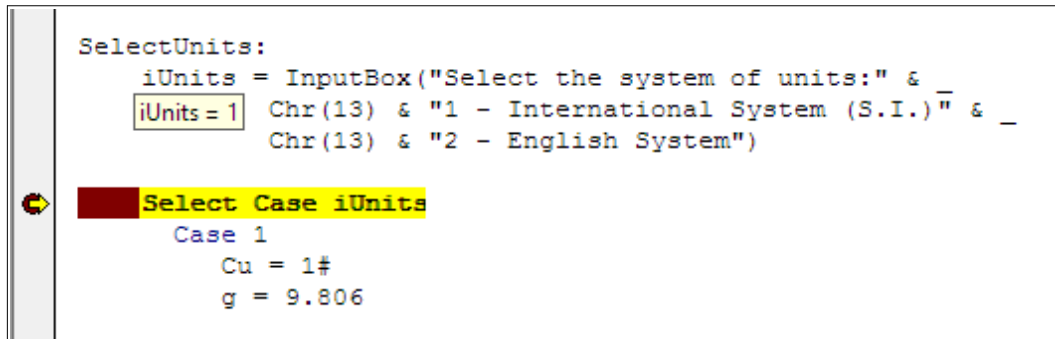 SelectUnits:
iUnits = InputBox("Select the system of units:" & _
iUnits = 1 Chr(13) & "1 - International System (S.I.)" & _
Chr(13) & "2 - English System")
Select Case iUnits
Case 1
Cu = 1#
g = 9.806